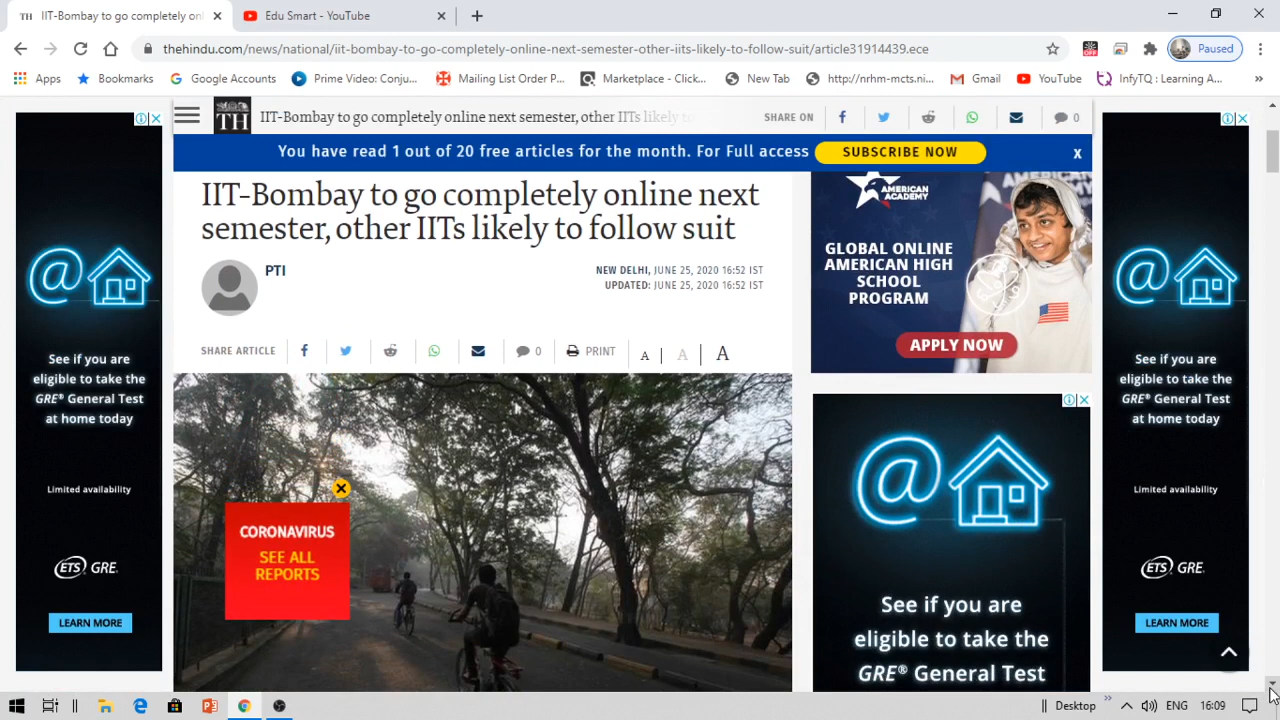 IIT-Bombay to go completely onl
Edu Smart - YouTube
thehindu.com/news/national/iit-bombay-to-go-completely-online-next-semester-other-iits-likely-to-follow-suit/article31914439.ece
Paused
Apps
Bookmarks
Google Accounts
Prime Video: Conju...
Mailing List Order P...
Marketplace - Click...
New Tab
http://nrhm-mcts.ni...
Gmail
YouTube
InfyTQ : Learning A...
TH
IIT-Bombay to go completely online next semester, other IITs likely to
SHARE ON
0
You have read 1 out of 20 free articles for the month. For Full access
SUBSCRIBE NOW
X
IIT-Bombay to go completely online next
semester, other IITs likely to follow suit
PTI
NEW DELHI, JUNE 25, 2020 16:52 IST
UPDATED: JUNE 25, 2020 16:52 IST
SHARE ARTICLE
0
PRINT
A
A
A
CORONAVIRUS
SEE ALL
REPORTS
AMERICAN
ACADEMY
GLOBAL ONLINE
AMERICAN HIGH
SCHOOL
PROGRAM
APPLY NOW
@
See if you are
eligible to take the
GRE® General Test
at home today
Limited availability
ETS GRE®
LEARN MORE
@
See if you are
eligible to take the
GRE® General Test
@
See if you are
eligible to take the
GRE® General Test
at home today
Limited availability
ETS GRE®
LEARN MORE
Desktop
ENG
16:09